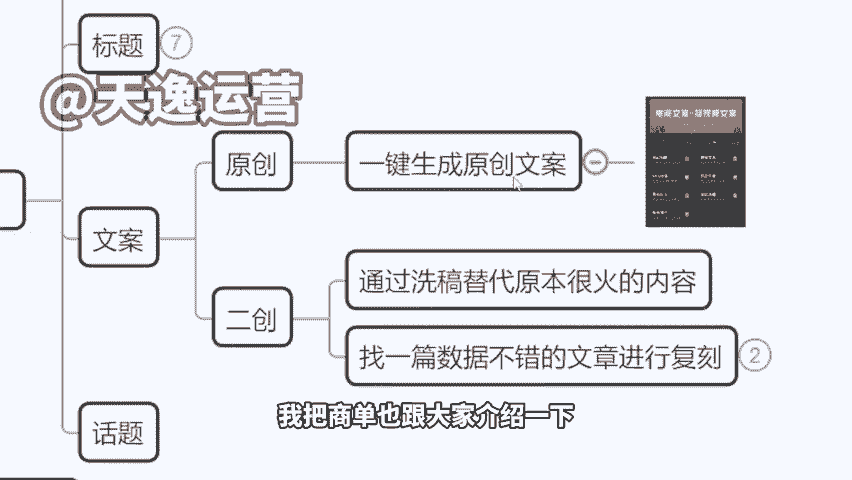 标题
7
@天逸运营
原创
一键生成原创文案
文案
通过洗稿替代原本很火的内容
二创
找一篇数据不错的文章进行复刻
2
我把商单也跟大家介绍一下
话题